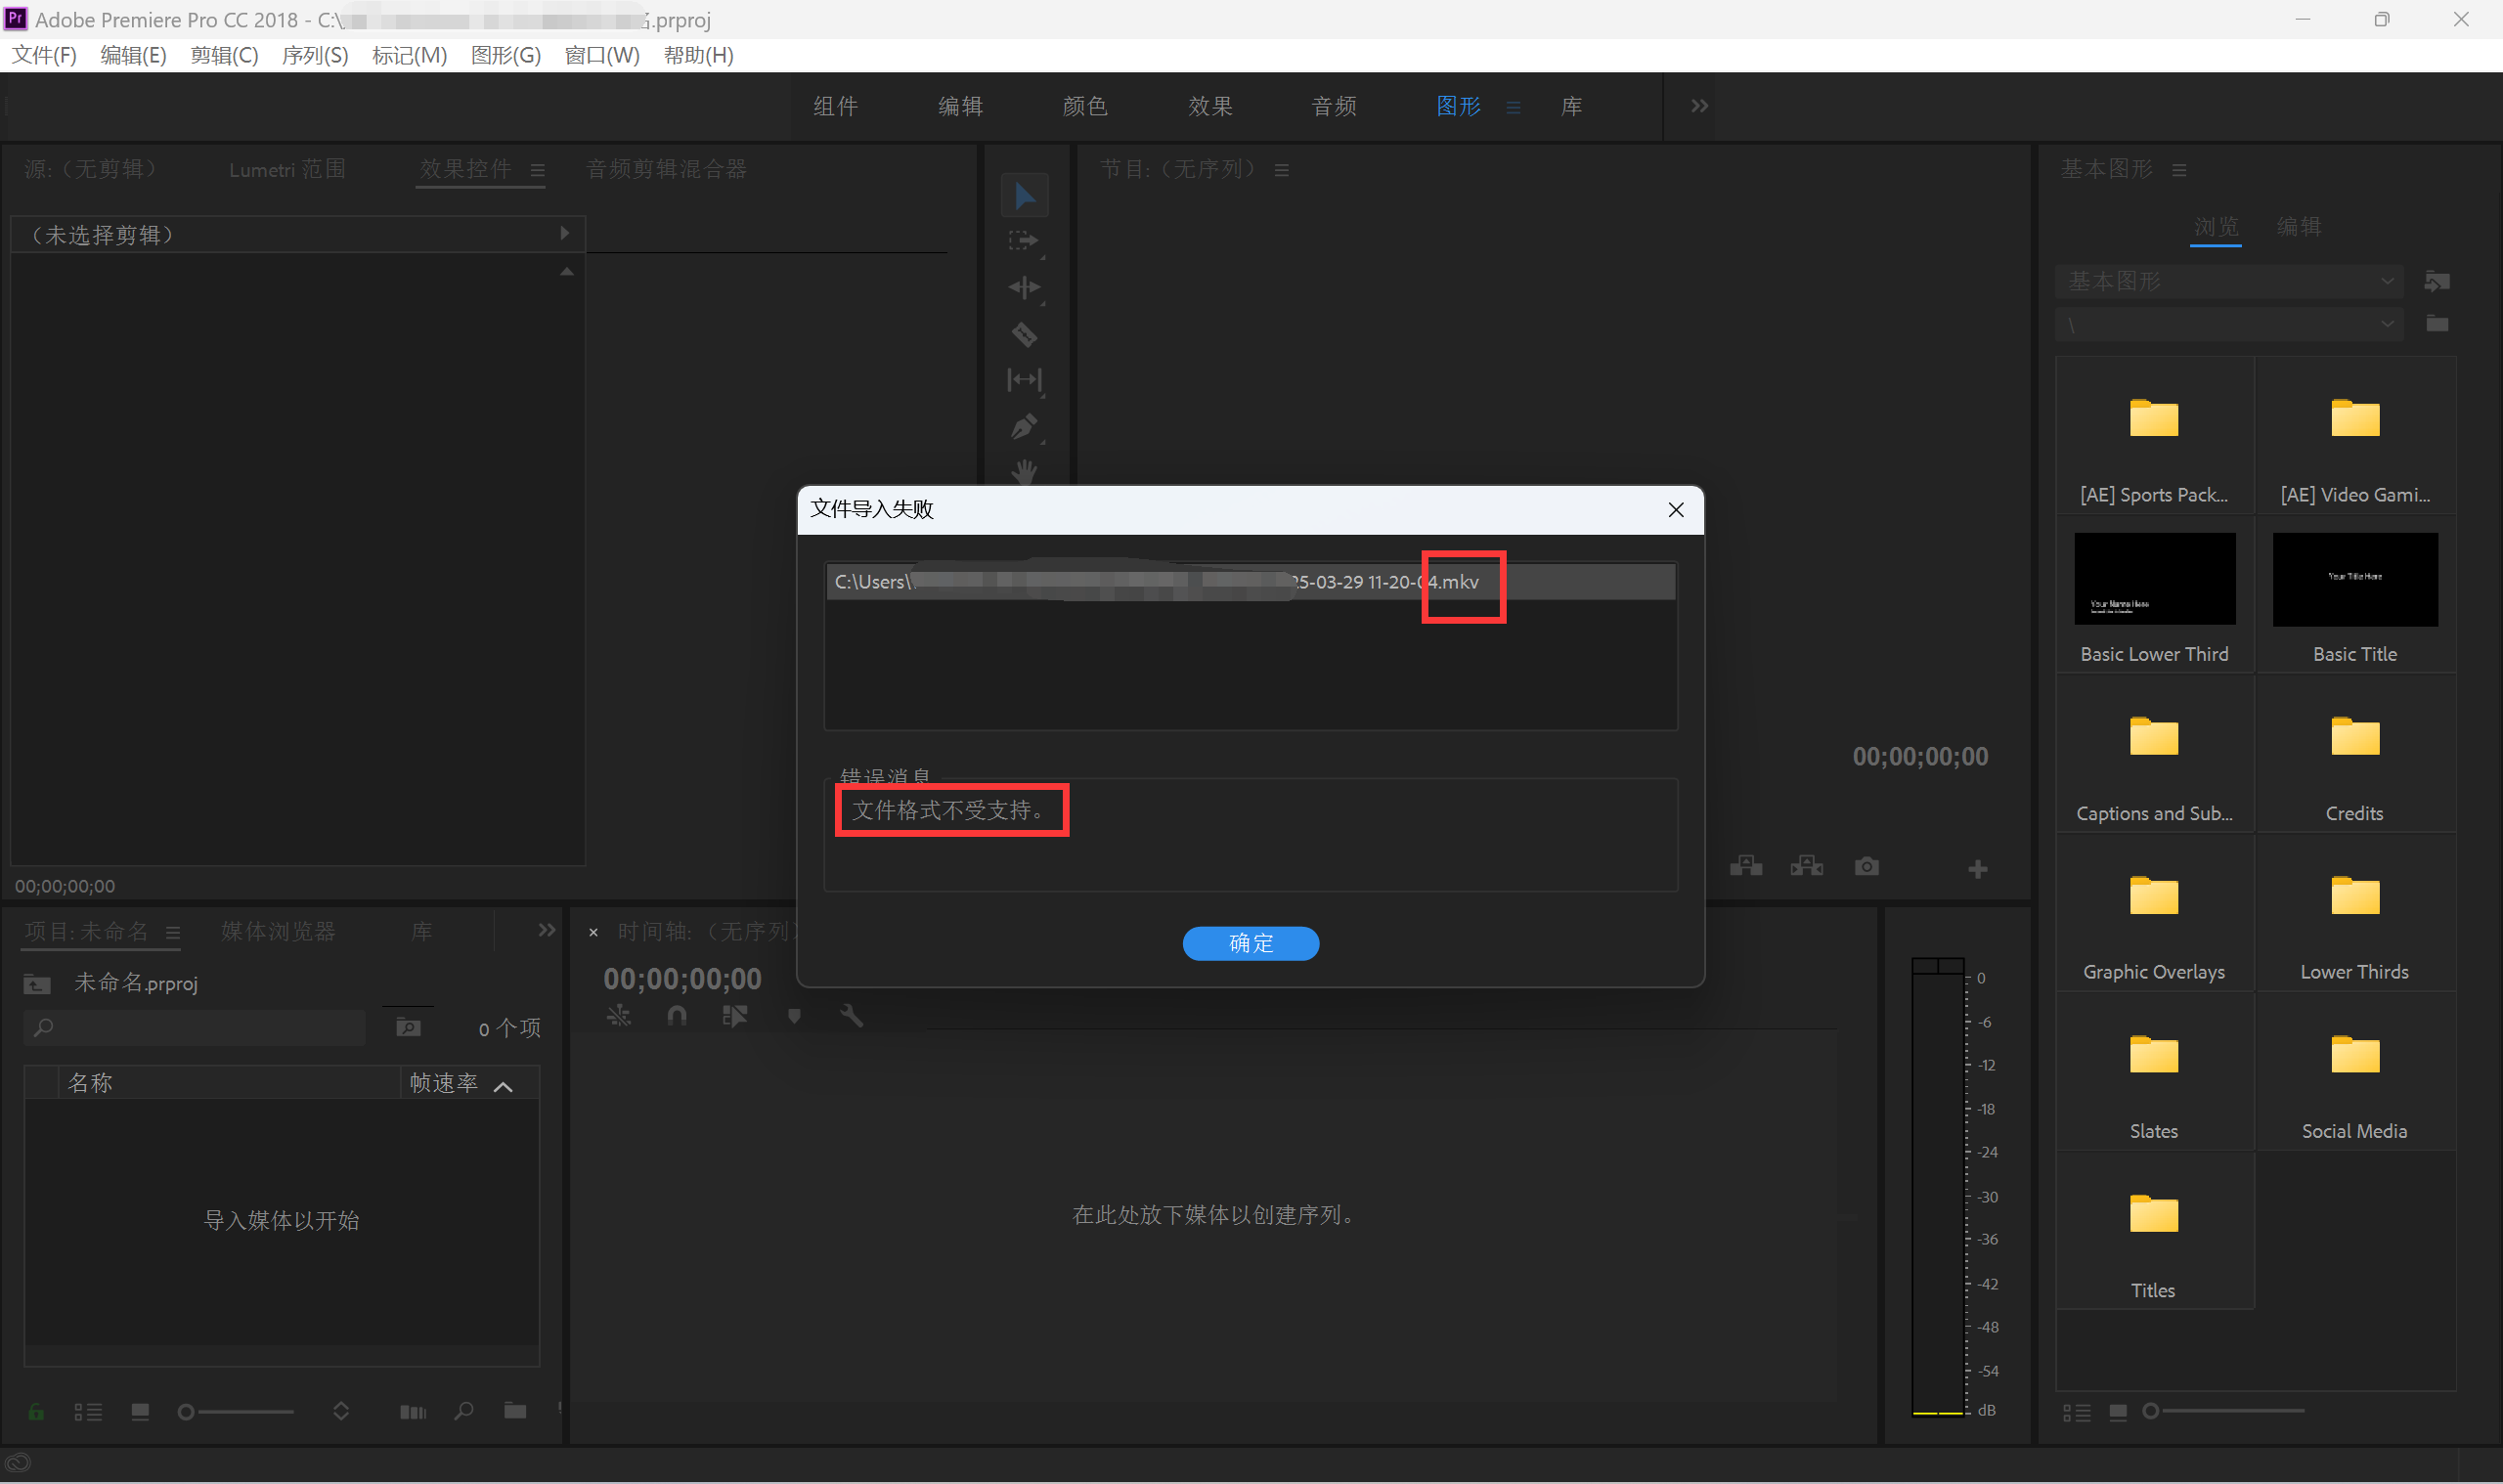 Adobe Premiere Pro CC 2018 - C:\
.prproj
文件(F) 编辑(E) 剪辑(C) 序列(S) 标记(M) 图形(G) 窗口(W) 帮助(H)
组件 编辑 颜色 效果 音频 图形 库
源:（无剪辑） Lumetri 范围 效果控件 音频剪辑混合器
节目:（无序列）
基本图形
浏览 编辑
（未选择剪辑）
基本图形
\
[AE] Sports Pack... [AE] Video Gami...
文件导入失败
C:\Users\
25-03-29 11-20-04.mkv
Your Name Here
Your Title Here
Basic Lower Third Basic Title
错误消息
文件格式不受支持。
确定
00;00;00;00
Captions and Sub... Credits
00;00;00;00
Graphic Overlays Lower Thirds
项目: 未命名 媒体浏览器 库
未命名.prproj
0 个项
名称 帧速率
导入媒体以开始
× 时间轴:（无序列）
00;00;00;00
在此处放下媒体以创建序列。
0
-6
-12
-18
-24
-30
-36
-42
-48
-54
dB
Slates Social Media
Titles